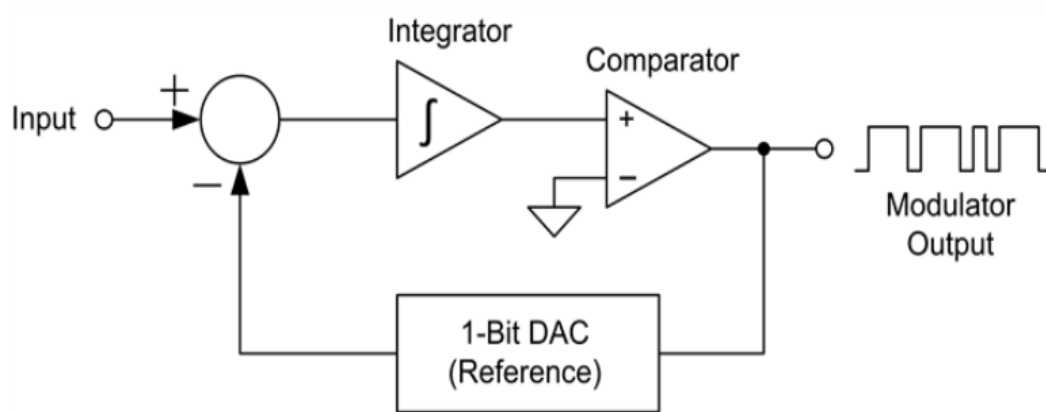 Integrator
Comparator
Input
+
−
∫
+
−
1-Bit DAC
(Reference)
Modulator
Output